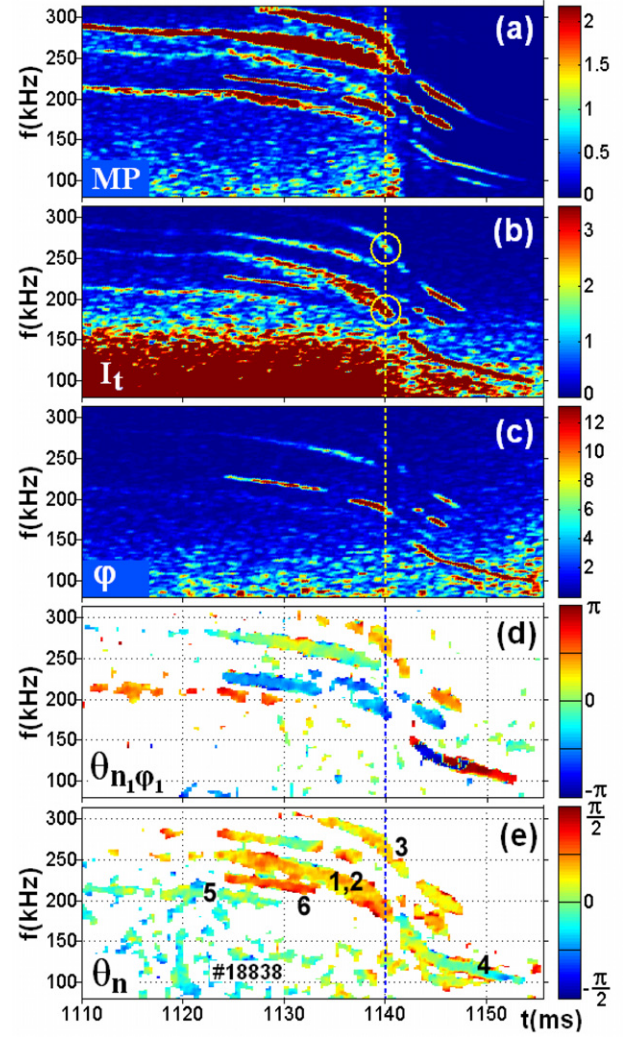 (a)
f(kHz)
300
250
200
150
100
MP
2
1.5
1
0.5
0
(b)
f(kHz)
300
250
200
150
100
It
3
2
1
0
(c)
f(kHz)
300
250
200
150
100
φ
12
10
8
6
4
2
(d)
f(kHz)
300
250
200
150
100
θn1φ1
π
0
-π
(e)
f(kHz)
300
250
200
150
100
3
1,2
5
6
4
θn
#18838
π/2
0
-π/2
1110 1120 1130 1140 1150 t(ms)